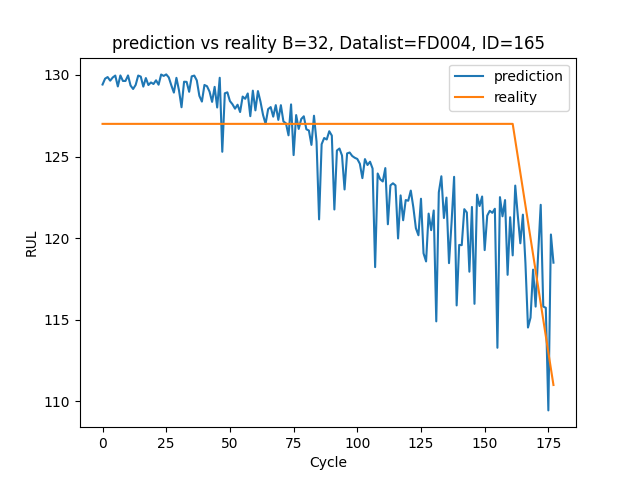 prediction vs reality B=32, Datalist=FD004, ID=165
prediction
reality
RUL
130
125
120
115
110
0
25
50
75
100
125
150
175
Cycle